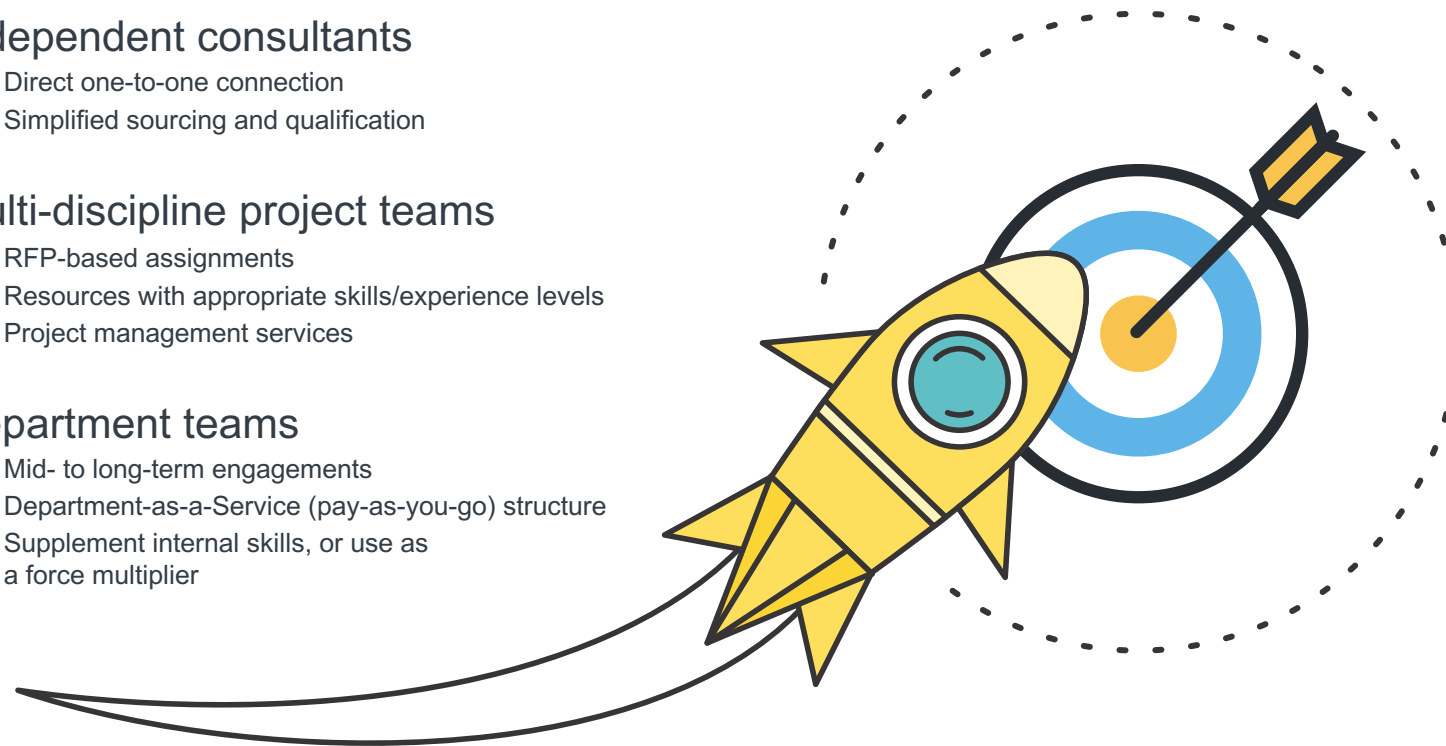 dependent consultants
Direct one-to-one connection
Simplified sourcing and qualification
lti-discipline project teams
RFP-based assignments
Resources with appropriate skills/experience levels
Project management services
partment teams
Mid- to long-term engagements
Department-as-a-Service (pay-as-you-go) structure
Supplement internal skills, or use as
a force multiplier